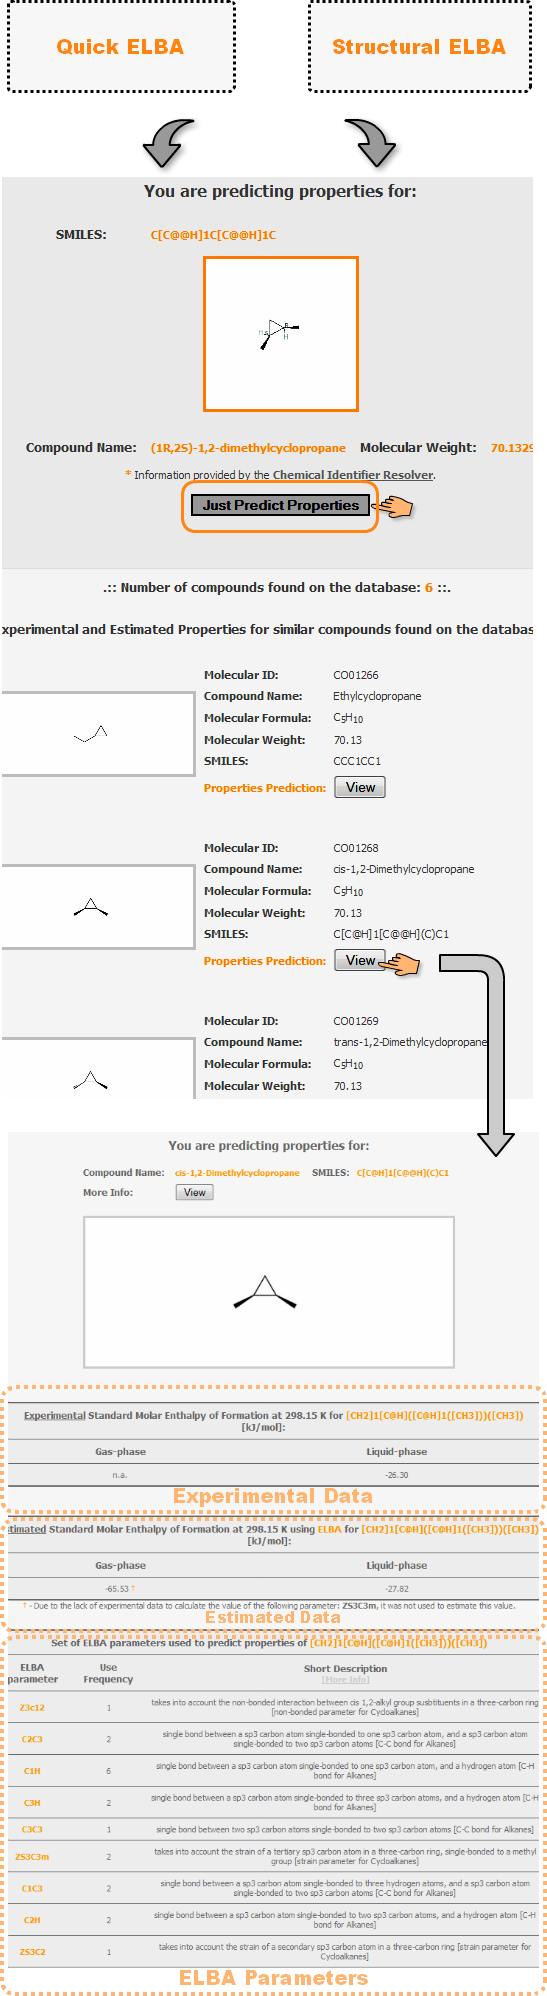 Quick ELBA
Structural ELBA
You are predicting properties for:
SMILES: C[C@@H]1C[C@@H]1C
H S R
H
Compound Name: (1R,2S)-1,2-dimethylcyclopropane Molecular Weight: 70.1329
* Information provided by the Chemical Identifier Resolver.
Just Predict Properties
.:: Number of compounds found on the database: 6 ::.
xperimental and Estimated Properties for similar compounds found on the databas
Molecular ID: CO01266
Compound Name: Ethylcyclopropane
Molecular Formula: C5H10
Molecular Weight: 70.13
SMILES: CCC1CC1
Properties Prediction: View
Molecular ID: CO01268
Compound Name: cis-1,2-Dimethylcyclopropane
Molecular Formula: C5H10
Molecular Weight: 70.13
SMILES: C[C@H]1[C@@H](C)C1
Properties Prediction: View
Molecular ID: CO01269
Compound Name: trans-1,2-Dimethylcyclopropane
Molecular Formula: C5H10
Molecular Weight: 70.13
You are predicting properties for:
Compound Name: cis-1,2-Dimethylcyclopropane SMILES: C[C@H]1[C@@H](C)C1
More Info: View
Experimental Standard Molar Enthalpy of Formation at 298.15 K for [CH2]1[C@H]([C@H]1([CH3]))([CH3])
[kJ/mol]:
Gas-phase Liquid-phase
n.a. -26.30
Experimental Data
timated Standard Molar Enthalpy of Formation at 298.15 K using ELBA for [CH2]1[C@H]([C@H]1([CH3]))([CH3])
[kJ/mol]:
Gas-phase Liquid-phase
-65.53 ↑ -27.82
↑ - Due to the lack of experimental data to calculate the value of the following parameter: ZS3C3m, it was not used to estimate this value.
Estimated Data
Set of ELBA parameters used to predict properties of [CH2]1[C@H]([C@H]1([CH3]))([CH3])
ELBA parameter Use Frequency Short Description
[More Info]
Z3c12 1 takes into account the non-bonded interaction between cis 1,2-alkyl group susbtituents in a three-carbon ring
[non-bonded parameter for Cycloalkanes]
C2C3 2 single bond between a sp3 carbon atom single-bonded to one sp3 carbon atom, and a sp3 carbon atom
single-bonded to two sp3 carbon atoms [C-C bond for Alkanes]
C1H 6 single bond between a sp3 carbon atom single-bonded to one sp3 carbon atom, and a hydrogen atom [C-H
bond for Alkanes]
C3H 2 single bond between a sp3 carbon atom single-bonded to three sp3 carbon atoms, and a hydrogen atom [C-H
bond for Alkanes]
C3C3 1 single bond between two sp3 carbon atoms single-bonded to two sp3 carbon atoms [C-C bond for Alkanes]
ZS3C3m 2 takes into account the strain of a tertiary sp3 carbon atom in a three-carbon ring, single-bonded to a methyl
group [strain parameter for Cycloalkanes]
C1C3 2 single bond between a sp3 carbon atom single-bonded to three hydrogen atoms, and a sp3 carbon atom
single-bonded to two sp3 carbon atoms [C-C bond for Alkanes]
C2H 2 single bond between a sp3 carbon atom single-bonded to two sp3 carbon atoms, and a hydrogen atom [C-H
bond for Alkanes]
ZS3C2 1 takes into account the strain of a secondary sp3 carbon atom in a three-carbon ring [strain parameter for
Cycloalkanes]
ELBA Parameters